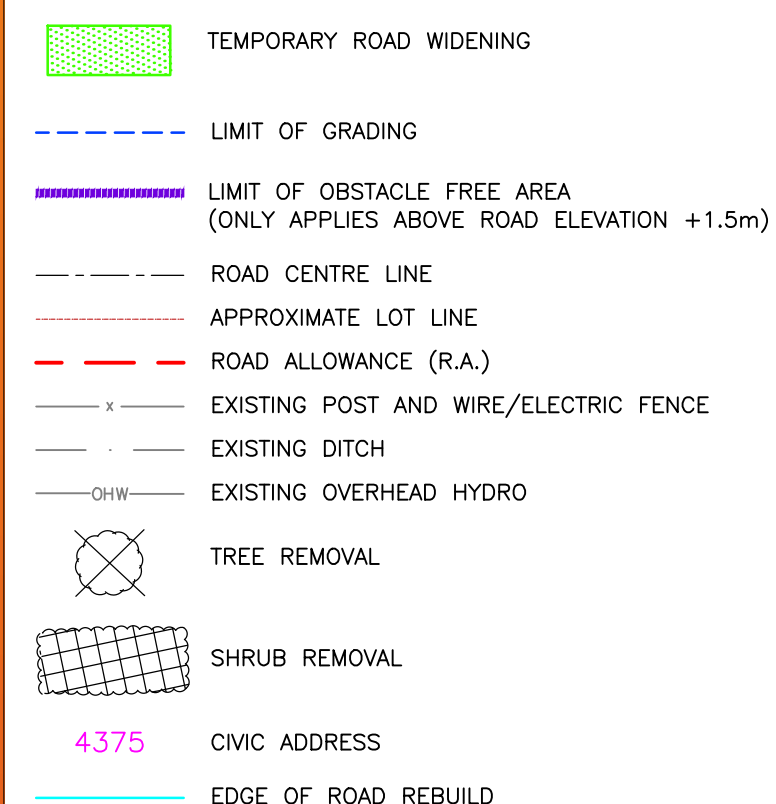 TEMPORARY ROAD WIDENING
LIMIT OF GRADING
LIMIT OF OBSTACLE FREE AREA
(ONLY APPLIES ABOVE ROAD ELEVATION +1.5m)
ROAD CENTRE LINE
APPROXIMATE LOT LINE
ROAD ALLOWANCE (R.A.)
x EXISTING POST AND WIRE/ELECTRIC FENCE
EXISTING DITCH
OHW EXISTING OVERHEAD HYDRO
TREE REMOVAL
SHRUB REMOVAL
4375 CIVIC ADDRESS
EDGE OF ROAD REBUILD